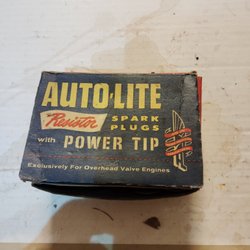 AUTO-LITE
Resistor SPARK
PLUGS
with POWER TIP
Exclusively For Overhead Valve Engines